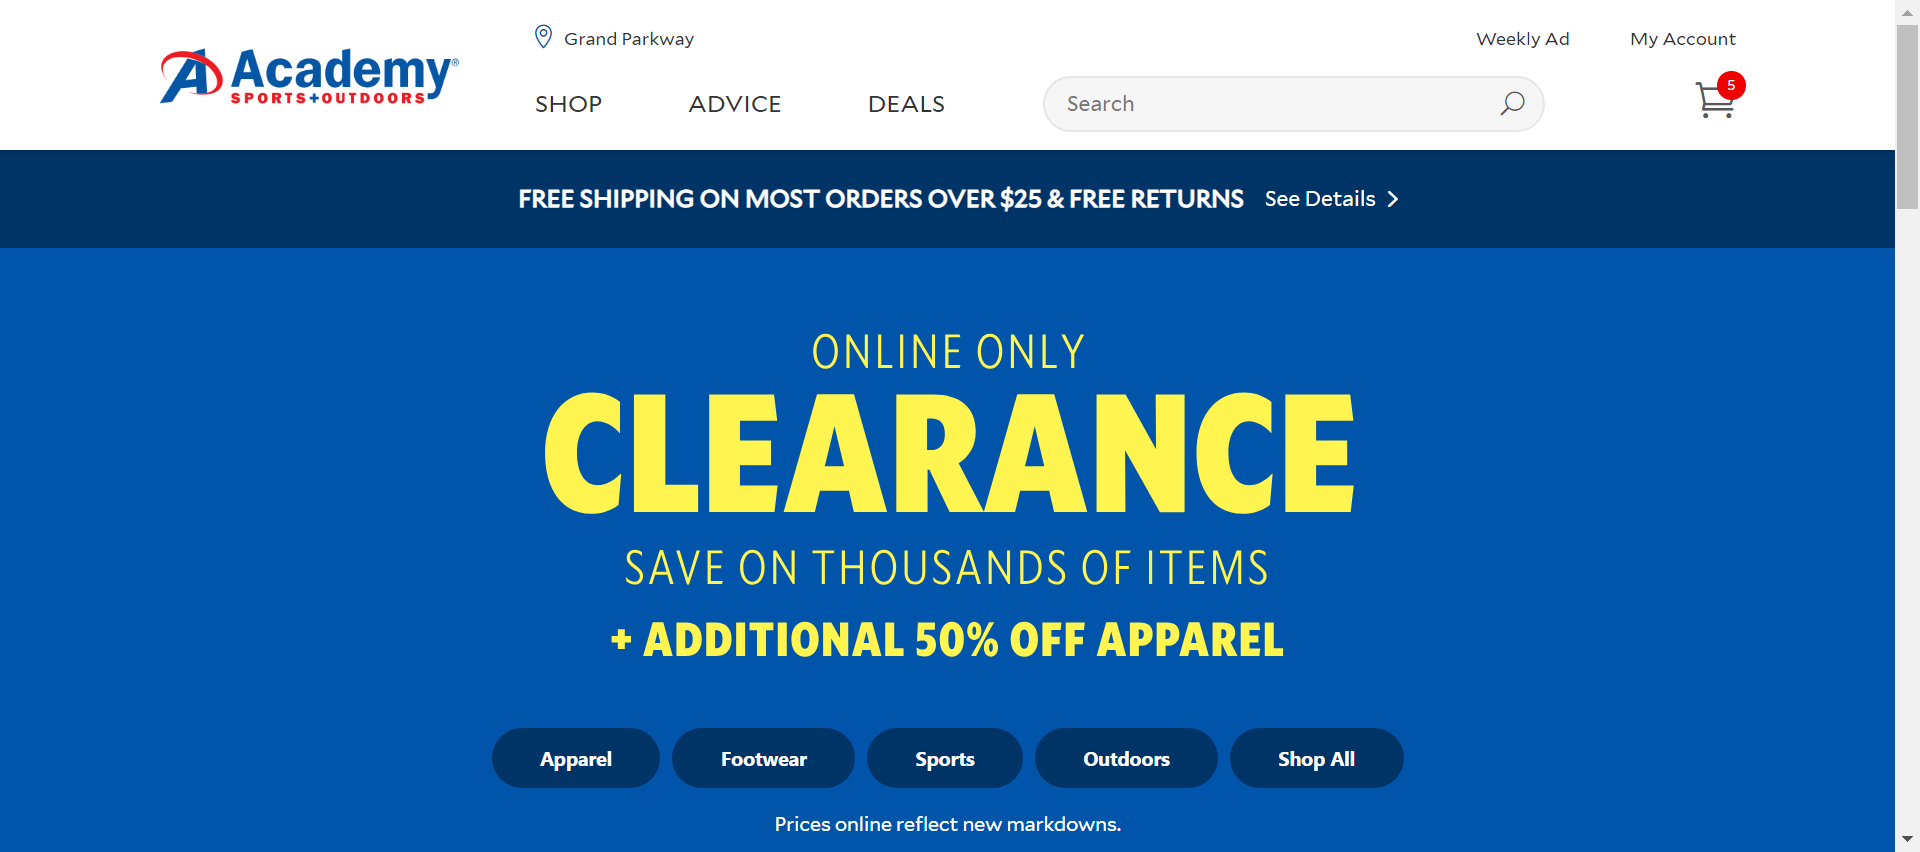 Academy®
SPORTS+OUTDOORS
Grand Parkway
Weekly Ad
My Account
SHOP
ADVICE
DEALS
Search
5
FREE SHIPPING ON MOST ORDERS OVER $25 & FREE RETURNS See Details
ONLINE ONLY
CLEARANCE
SAVE ON THOUSANDS OF ITEMS
+ ADDITIONAL 50% OFF APPAREL
Apparel
Footwear
Sports
Outdoors
Shop All
Prices online reflect new markdowns.